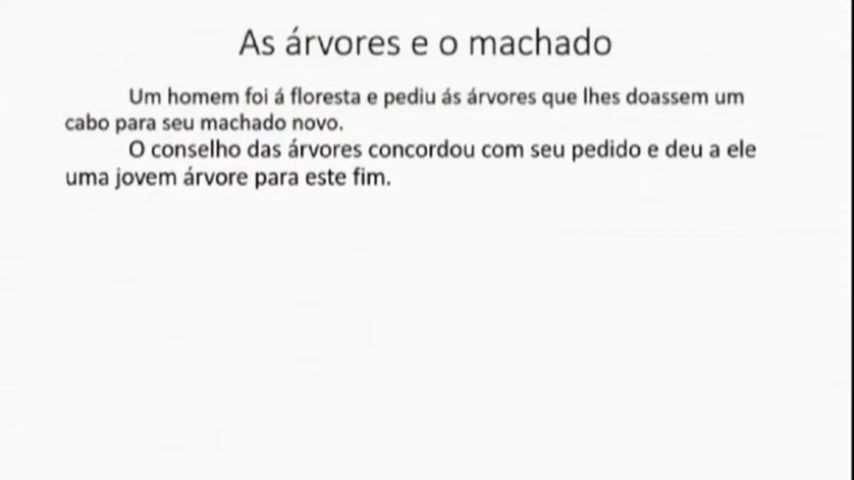 As árvores e o machado
Um homem foi á floresta e pediu ás árvores que lhes doassem um
cabo para seu machado novo.
O conselho das árvores concordou com seu pedido e deu a ele
uma jovem árvore para este fim.